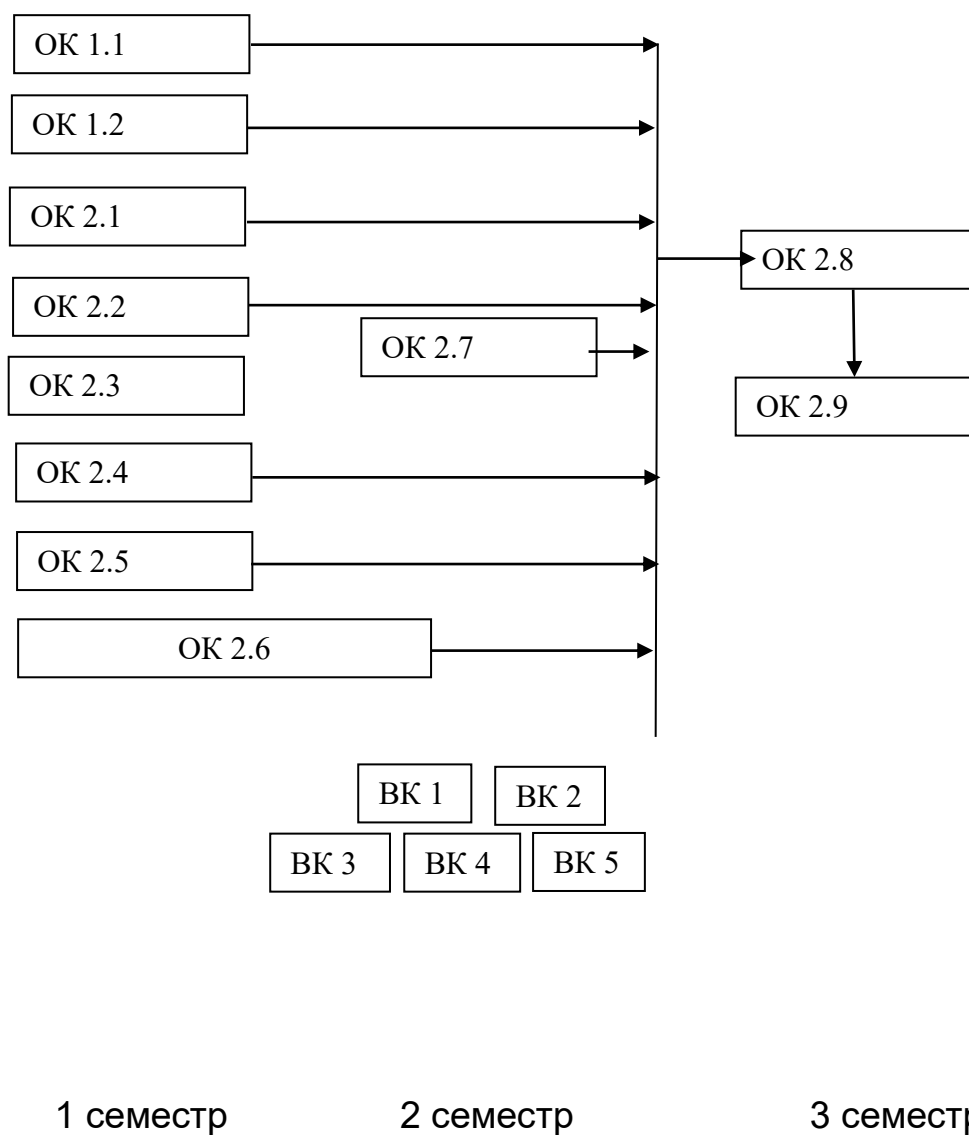 ОК 1.1
ОК 1.2
ОК 2.1
ОК 2.8
ОК 2.2
ОК 2.7
ОК 2.3
ОК 2.9
ОК 2.4
ОК 2.5
ОК 2.6
ВК 1 ВК 2
ВК 3 ВК 4 ВК 5
1 семестр 2 семестр 3 семестр